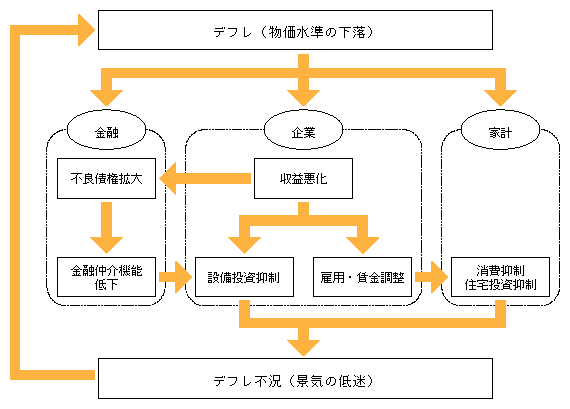 デフレ（物価水準の下落）
金融
企業
家計
不良債権拡大
収益悪化
金融仲介機能
低下
設備投資抑制
雇用・賃金調整
消費抑制
住宅投資抑制
デフレ不況（景気の低迷）